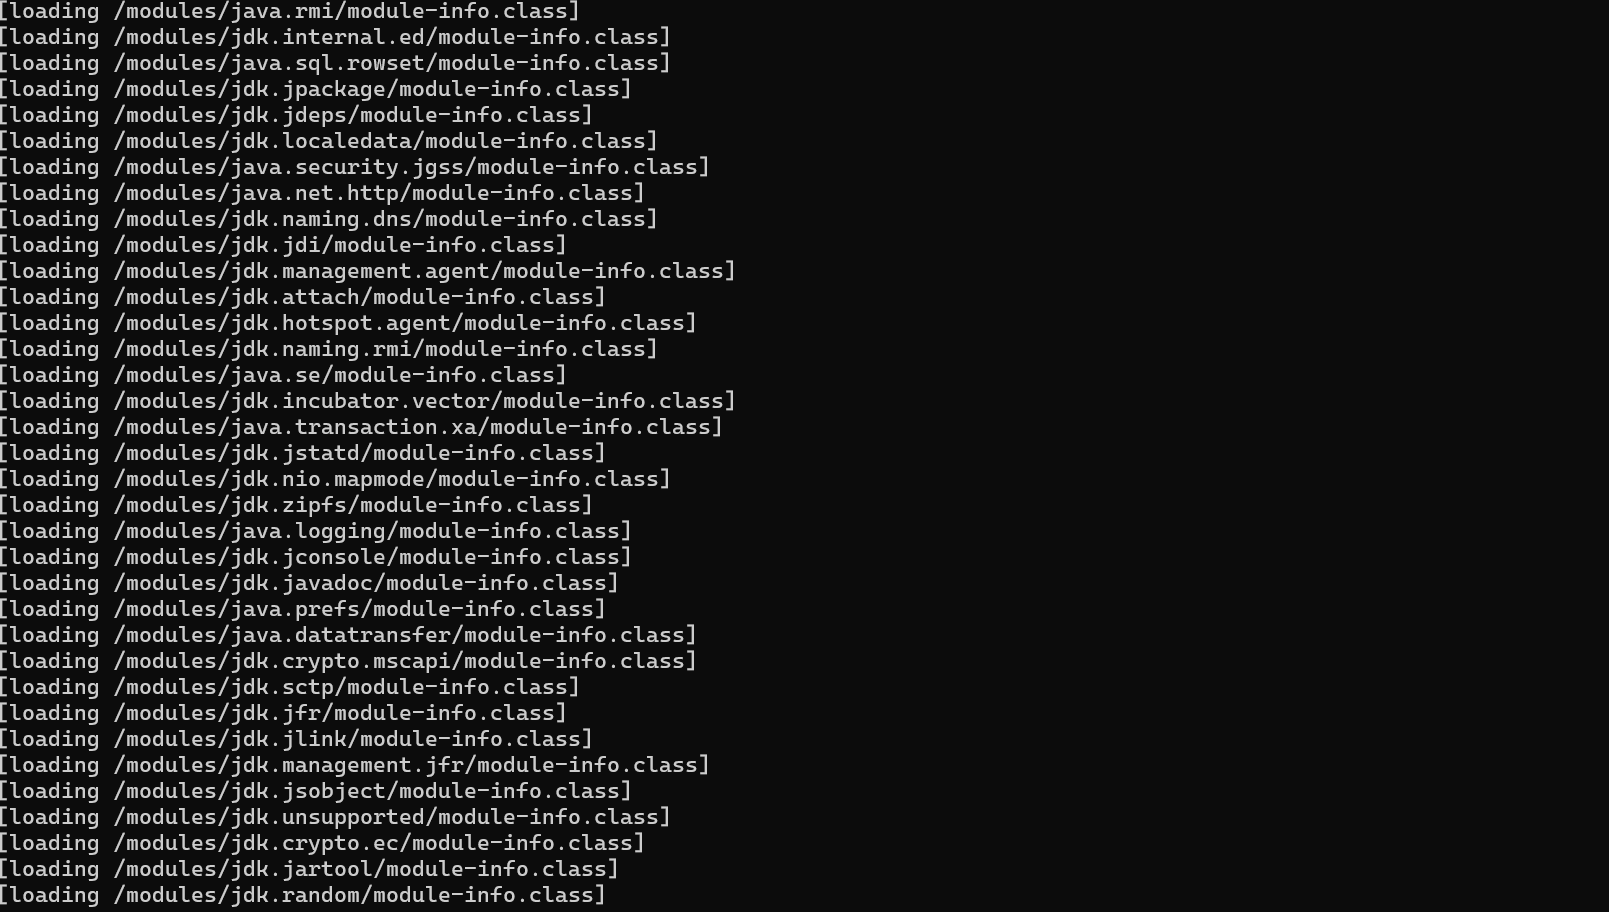 [loading /modules/java.rmi/module-info.class]
[loading /modules/jdk.internal.ed/module-info.class]
[loading /modules/java.sql.rowset/module-info.class]
[loading /modules/jdk.jpackage/module-info.class]
[loading /modules/jdk.jdeps/module-info.class]
[loading /modules/jdk.localedata/module-info.class]
[loading /modules/java.security.jgss/module-info.class]
[loading /modules/java.net.http/module-info.class]
[loading /modules/jdk.naming.dns/module-info.class]
[loading /modules/jdk.jdi/module-info.class]
[loading /modules/jdk.management.agent/module-info.class]
[loading /modules/jdk.attach/module-info.class]
[loading /modules/jdk.hotspot.agent/module-info.class]
[loading /modules/jdk.naming.rmi/module-info.class]
[loading /modules/java.se/module-info.class]
[loading /modules/jdk.incubator.vector/module-info.class]
[loading /modules/java.transaction.xa/module-info.class]
[loading /modules/jdk.jstatd/module-info.class]
[loading /modules/jdk.nio.mapmode/module-info.class]
[loading /modules/jdk.zipfs/module-info.class]
[loading /modules/java.logging/module-info.class]
[loading /modules/jdk.jconsole/module-info.class]
[loading /modules/jdk.javadoc/module-info.class]
[loading /modules/java.prefs/module-info.class]
[loading /modules/java.datatransfer/module-info.class]
[loading /modules/jdk.crypto.mscapi/module-info.class]
[loading /modules/jdk.sctp/module-info.class]
[loading /modules/jdk.jfr/module-info.class]
[loading /modules/jdk.jlink/module-info.class]
[loading /modules/jdk.management.jfr/module-info.class]
[loading /modules/jdk.jsobject/module-info.class]
[loading /modules/jdk.unsupported/module-info.class]
[loading /modules/jdk.crypto.ec/module-info.class]
[loading /modules/jdk.jartool/module-info.class]
[loading /modules/jdk.random/module-info.class]